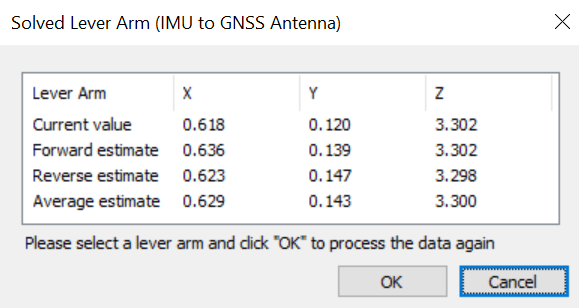 Solved Lever Arm (IMU to GNSS Antenna)
Lever Arm X Y Z
Current value 0.618 0.120 3.302
Forward estimate 0.636 0.139 3.302
Reverse estimate 0.623 0.147 3.298
Average estimate 0.629 0.143 3.300
Please select a lever arm and click "OK" to process the data again
OK Cancel